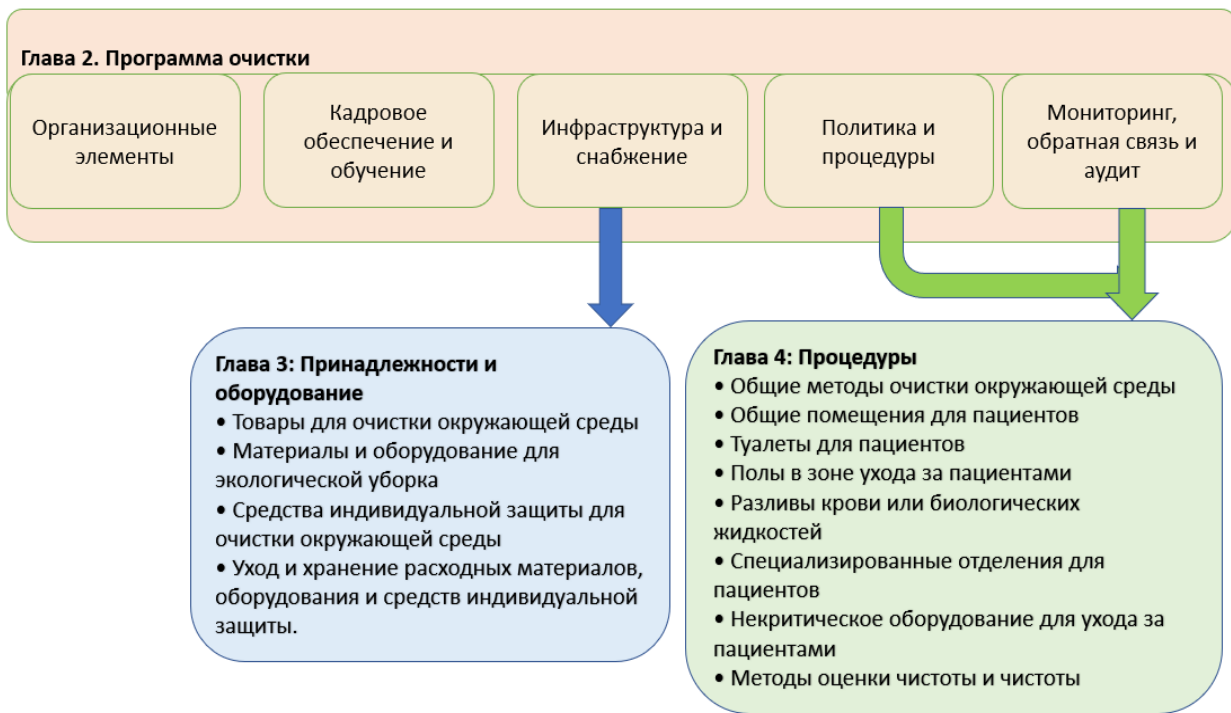 Глава 2. Программа очистки
Организационные
элементы
Кадровое
обеспечение и
обучение
Инфраструктура и
снабжение
Политика и
процедуры
Мониторинг,
обратная связь и
аудит
Глава 3: Принадлежности и
оборудование
• Товары для очистки окружающей среды
• Материалы и оборудование для
экологической уборка
• Средства индивидуальной защиты для
очистки окружающей среды
• Уход и хранение расходных материалов,
оборудования и средств индивидуальной
защиты.
Глава 4: Процедуры
• Общие методы очистки окружающей среды
• Общие помещения для пациентов
• Туалеты для пациентов
• Полы в зоне ухода за пациентами
• Разливы крови или биологических
жидкостей
• Специализированные отделения для
пациентов
• Некритическое оборудование для ухода за
пациентами
• Методы оценки чистоты и чистоты